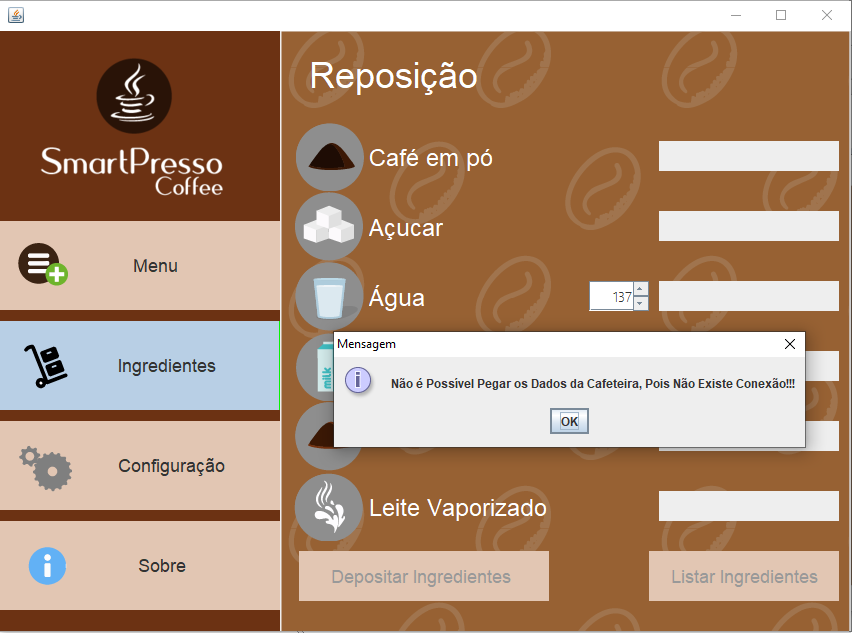 Reposição
SmartPresso
Coffee
Café em pó
Açucar
Menu
Água
137
Mensagem
milk
Não é Possível Pegar os Dados da Cafeteira, Pois Não Existe Conexão!!!
OK
Ingredientes
Configuração
Leite Vaporizado
Sobre
Depositar Ingredientes
Listar Ingredientes